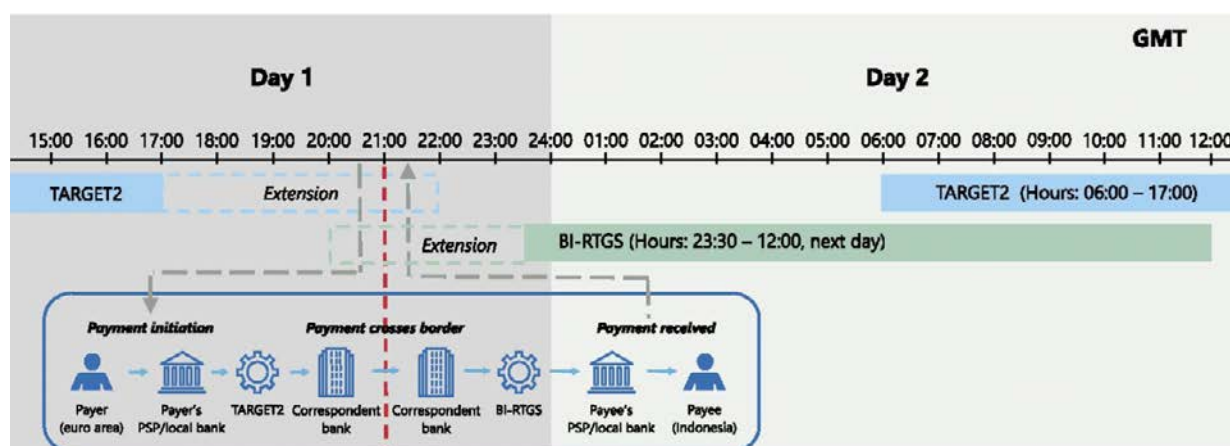 GMT
Day 1
Day 2
15:00 16:00 17:00 18:00 19:00 20:00 21:00 22:00 23:00 24:00 01:00 02:00 03:00 04:00 05:00 06:00 07:00 08:00 09:00 10:00 11:00 12:00
TARGET2
Extension
TARGET2 (Hours: 06:00 – 17:00)
Extension
BI-RTGS (Hours: 23:30 – 12:00, next day)
Payment initiation
Payment crosses border
Payment received
Payer
(euro area)
Payer's
PSP/local bank
TARGET2
Correspondent
bank
Correspondent
bank
BI-RTGS
Payee's
PSP/local bank
Payee
(Indonesia)